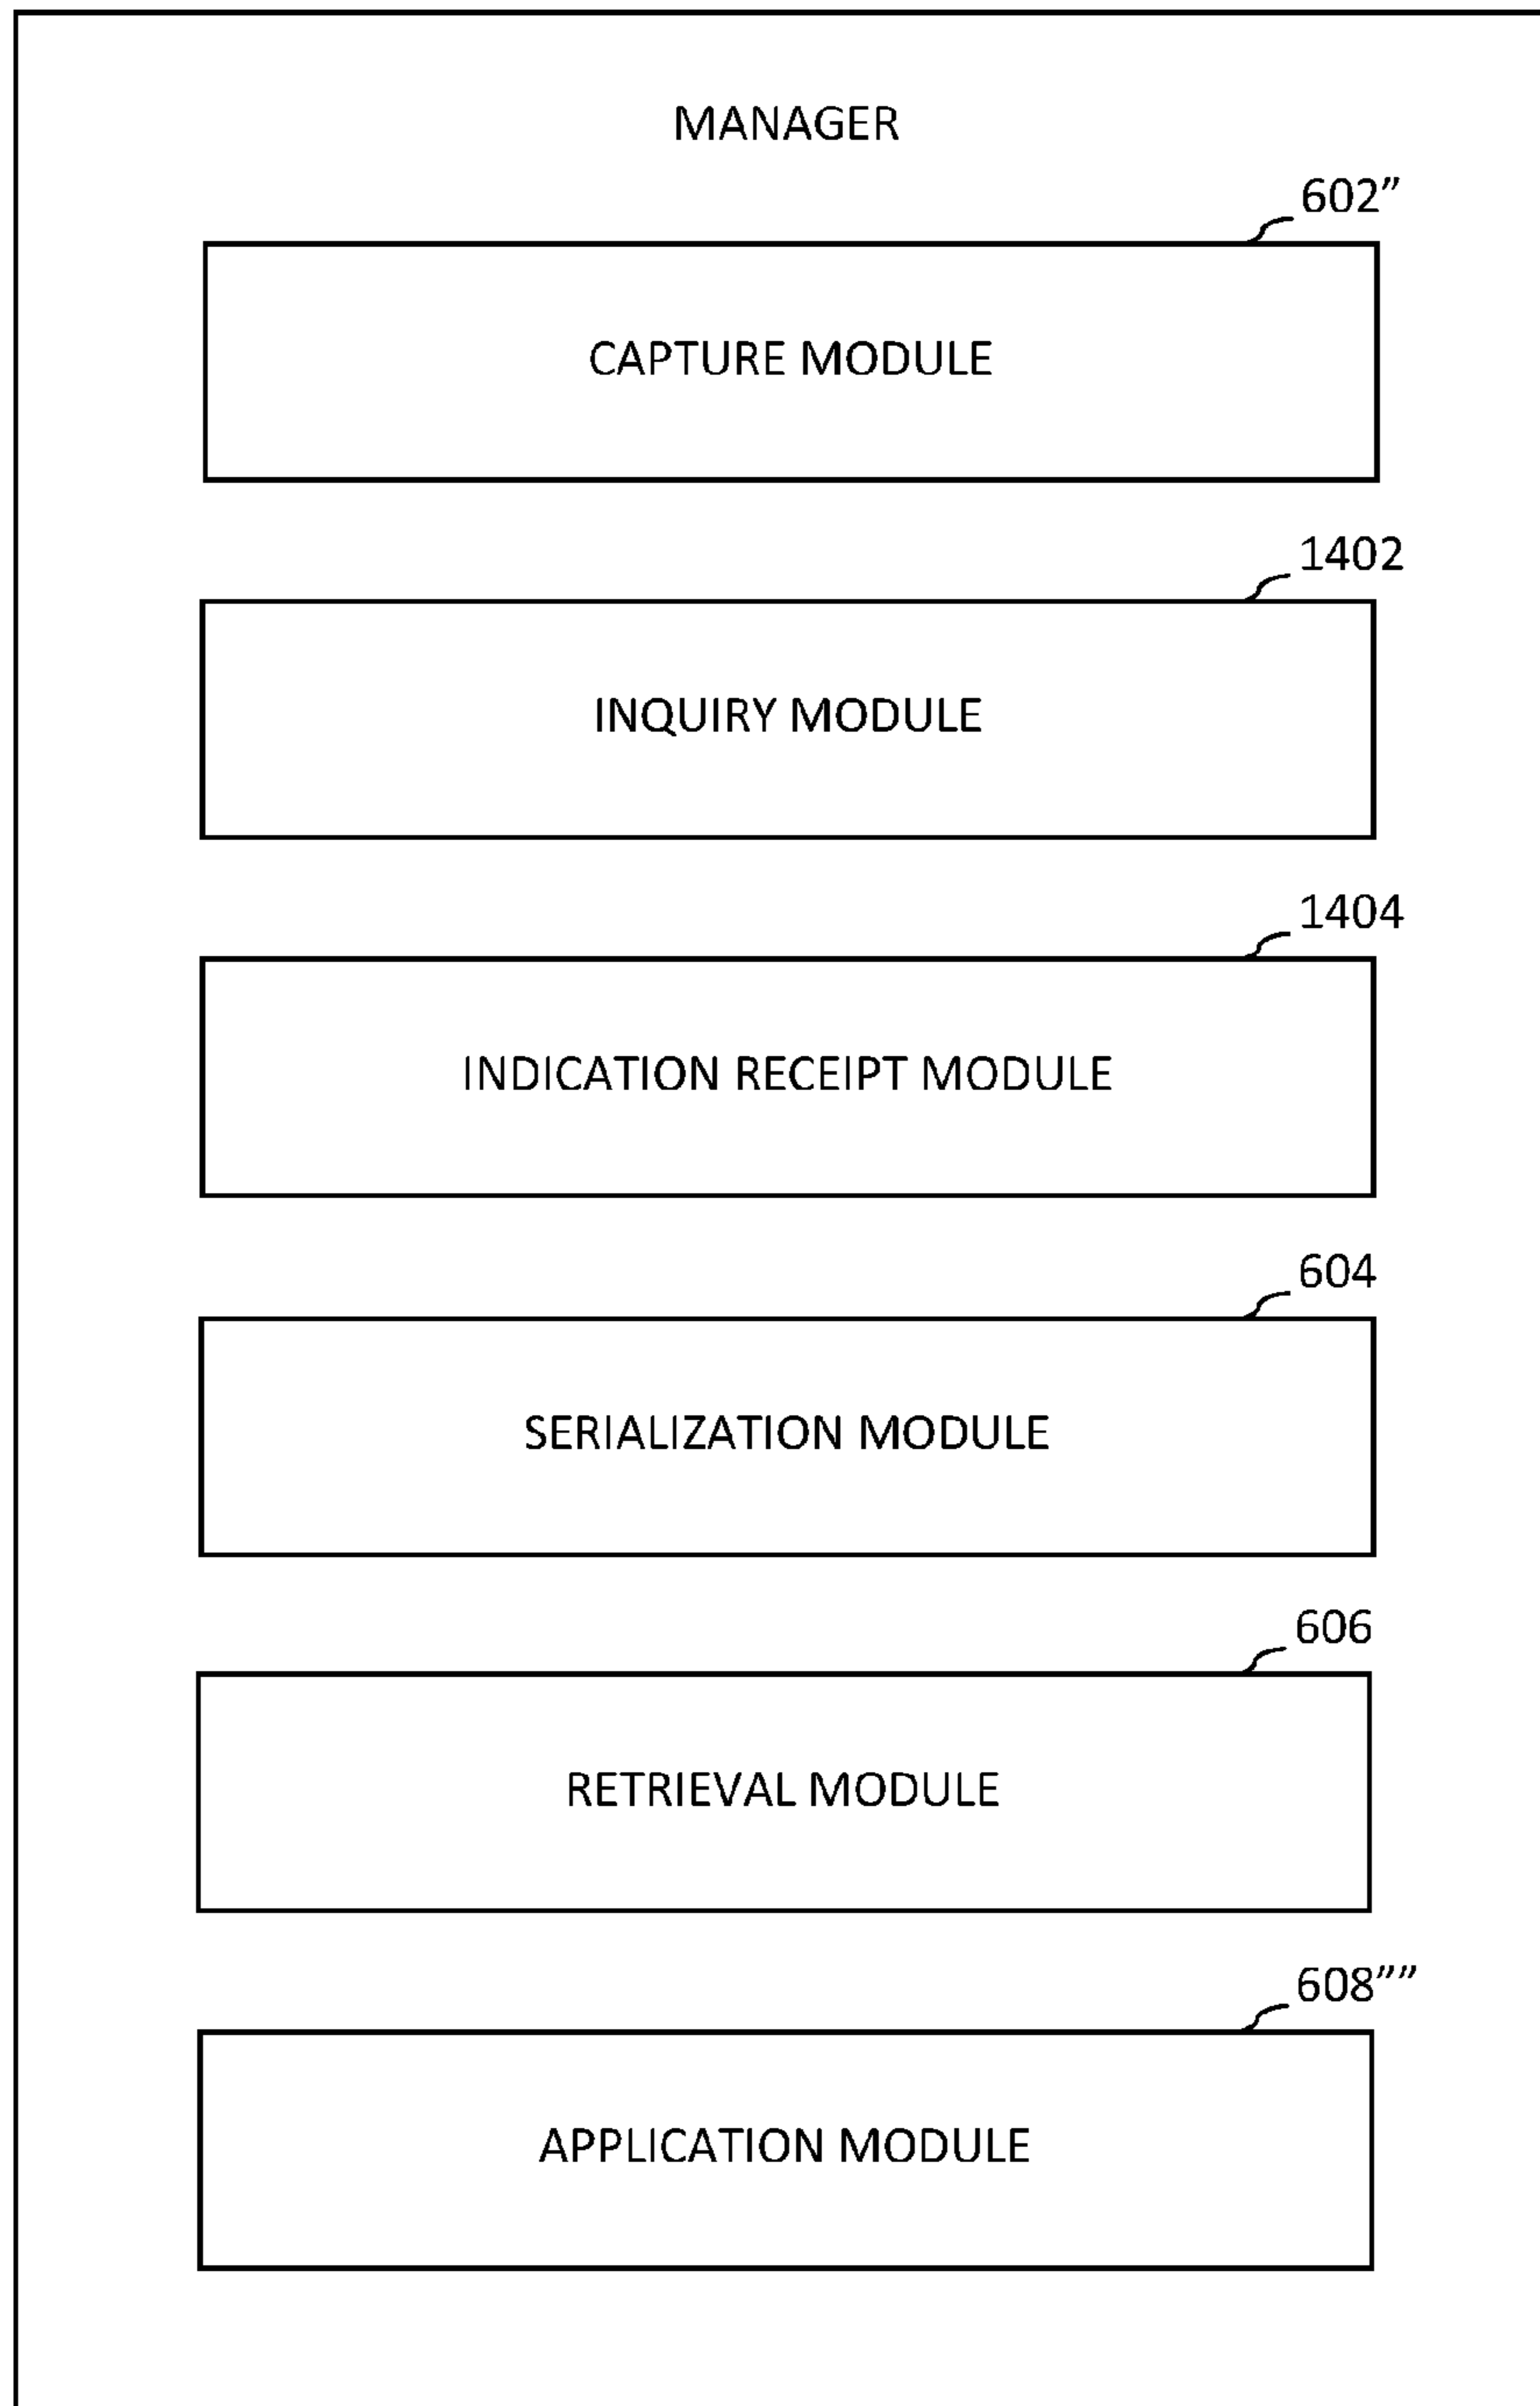 MANAGER
602”
CAPTURE MODULE
1402
INQUIRY MODULE
1404
INDICATION RECEIPT MODULE
604
SERIALIZATION MODULE
606
RETRIEVAL MODULE
608””
APPLICATION MODULE